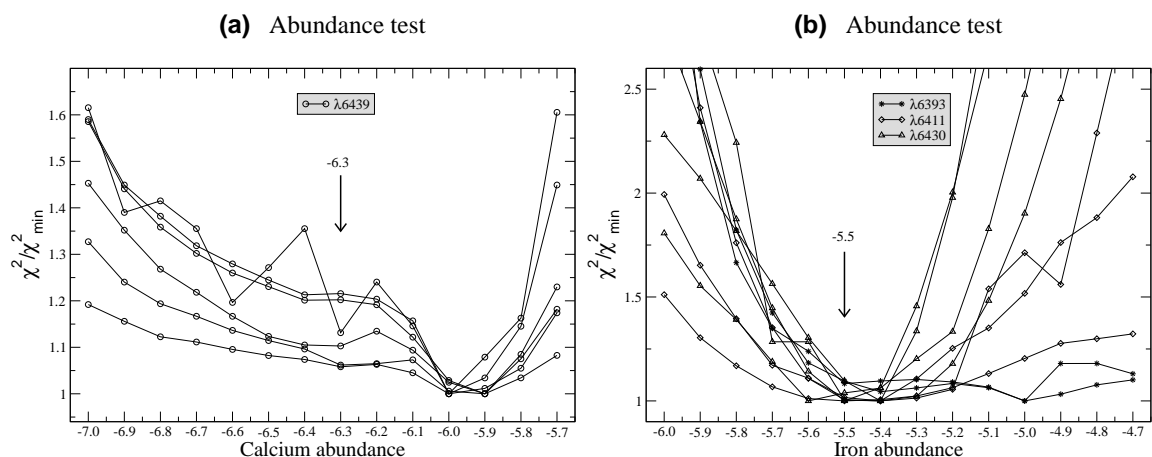 (a) Abundance test
χ²/χ²min
1.6
1.5
1.4
1.3
1.2
1.1
1
λ6439
-6.3
-7.0 -6.9 -6.8 -6.7 -6.6 -6.5 -6.4 -6.3 -6.2 -6.1 -6.0 -5.9 -5.8 -5.7
Calcium abundance
(b) Abundance test
χ²/χ²min
2.5
2
1.5
1
λ6393
λ6411
λ6430
-5.5
-6.0 -5.9 -5.8 -5.7 -5.6 -5.5 -5.4 -5.3 -5.2 -5.1 -5.0 -4.9 -4.8 -4.7
Iron abundance